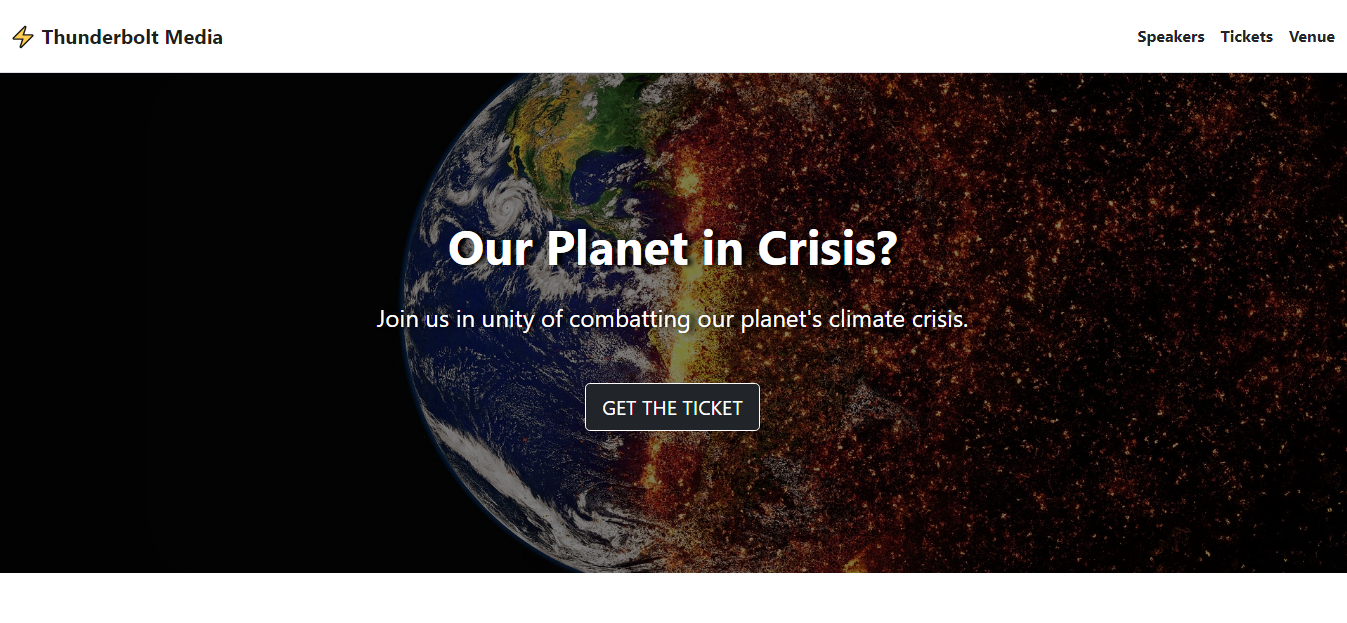 Thunderbolt Media
Speakers Tickets Venue
Our Planet in Crisis?
Join us in unity of combatting our planet's climate crisis.
GET THE TICKET